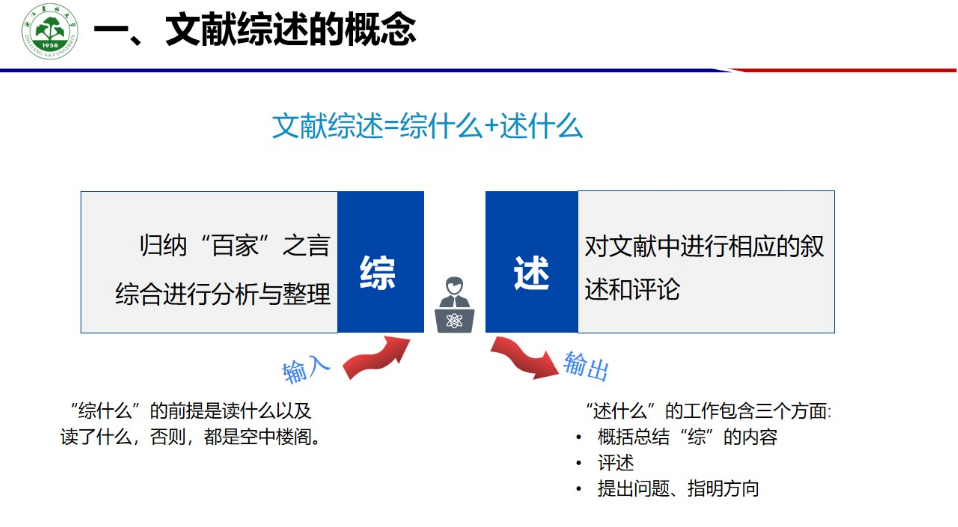 一、文献综述的概念
1958
文献综述=综什么+述什么
归纳“百家”之言
综合进行分析与整理
综
述
对文献中进行相应的叙
述和评论
输入
输出
“综什么”的前提是读什么以及
读了什么，否则，都是空中楼阁。
“述什么”的工作包含三个方面:
• 概括总结“综”的内容
• 评述
• 提出问题、指明方向